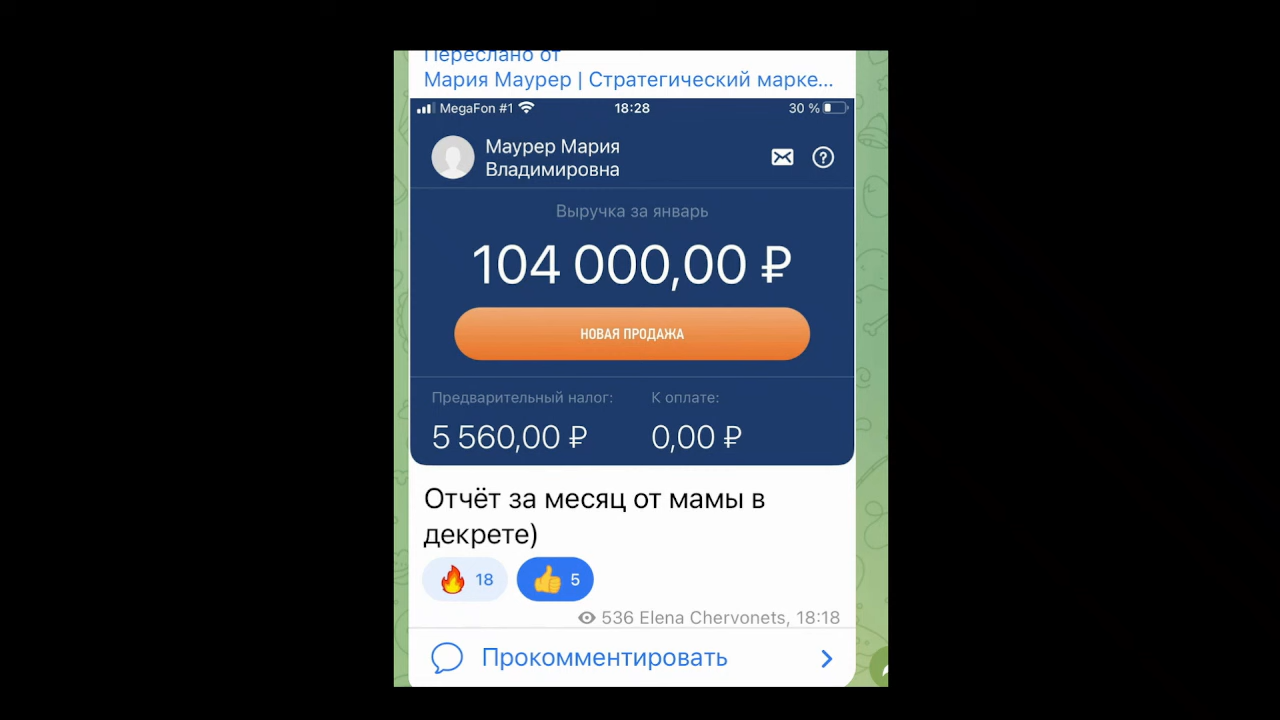 Переслано от
Мария Маурер | Стратегический марке...
MegaFon #1 18:28 30 %
Маурер Мария
Владимировна
Выручка за январь
104 000,00 ₽
НОВАЯ ПРОДАЖА
Предварительный налог: К оплате:
5 560,00 ₽ 0,00 ₽
Отчёт за месяц от мамы в
декрете)
18 5
536 Elena Chervonets, 18:18
Прокомментировать